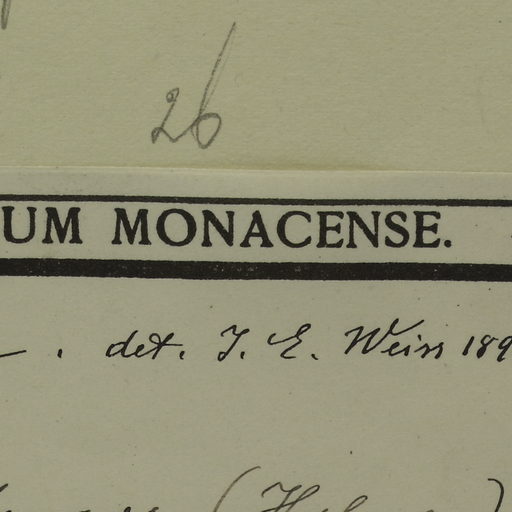 26
UM MONACENSE.
. det. J. E. Weiss 189